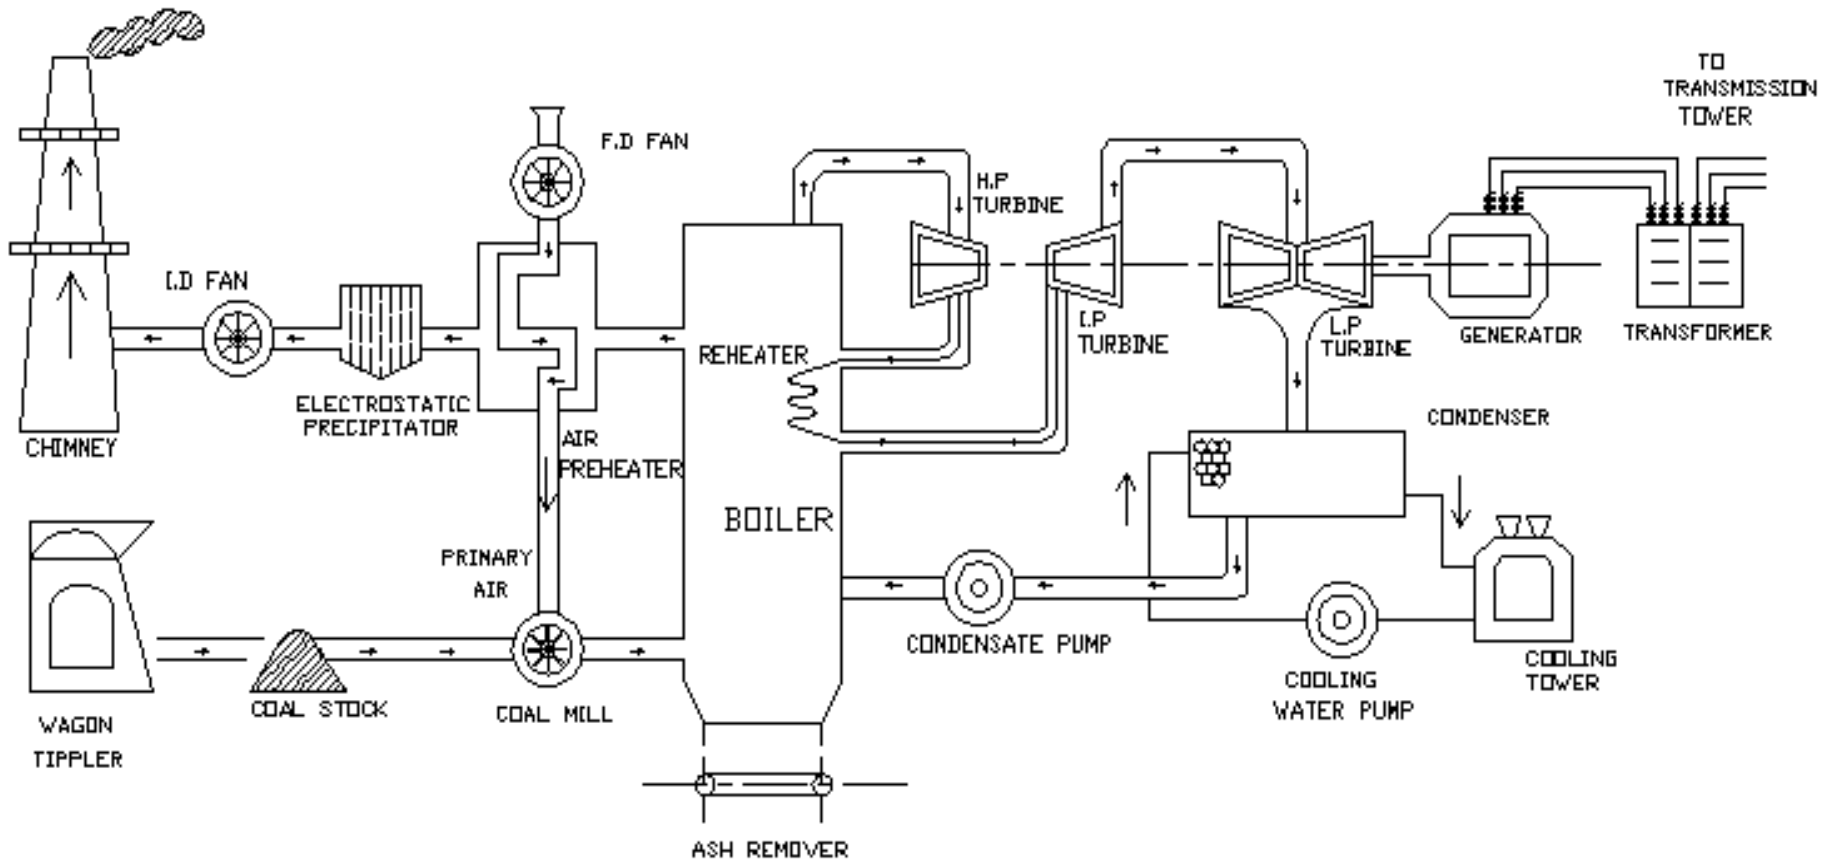 TO
TRANSMISSION
TOWER
F.D FAN
H.P
TURBINE
I.D FAN
I.P
TURBINE
L.P
TURBINE
GENERATOR
TRANSFORMER
REHEATER
ELECTROSTATIC
PRECIPITATOR
CHIMNEY
AIR
PREHEATER
CONDENSER
BOILER
PRIMARY
AIR
CONDENSATE PUMP
COOLING
TOWER
COOLING
WATER PUMP
WAGON
TIPPLER
COAL STOCK
COAL MILL
ASH REMOVER